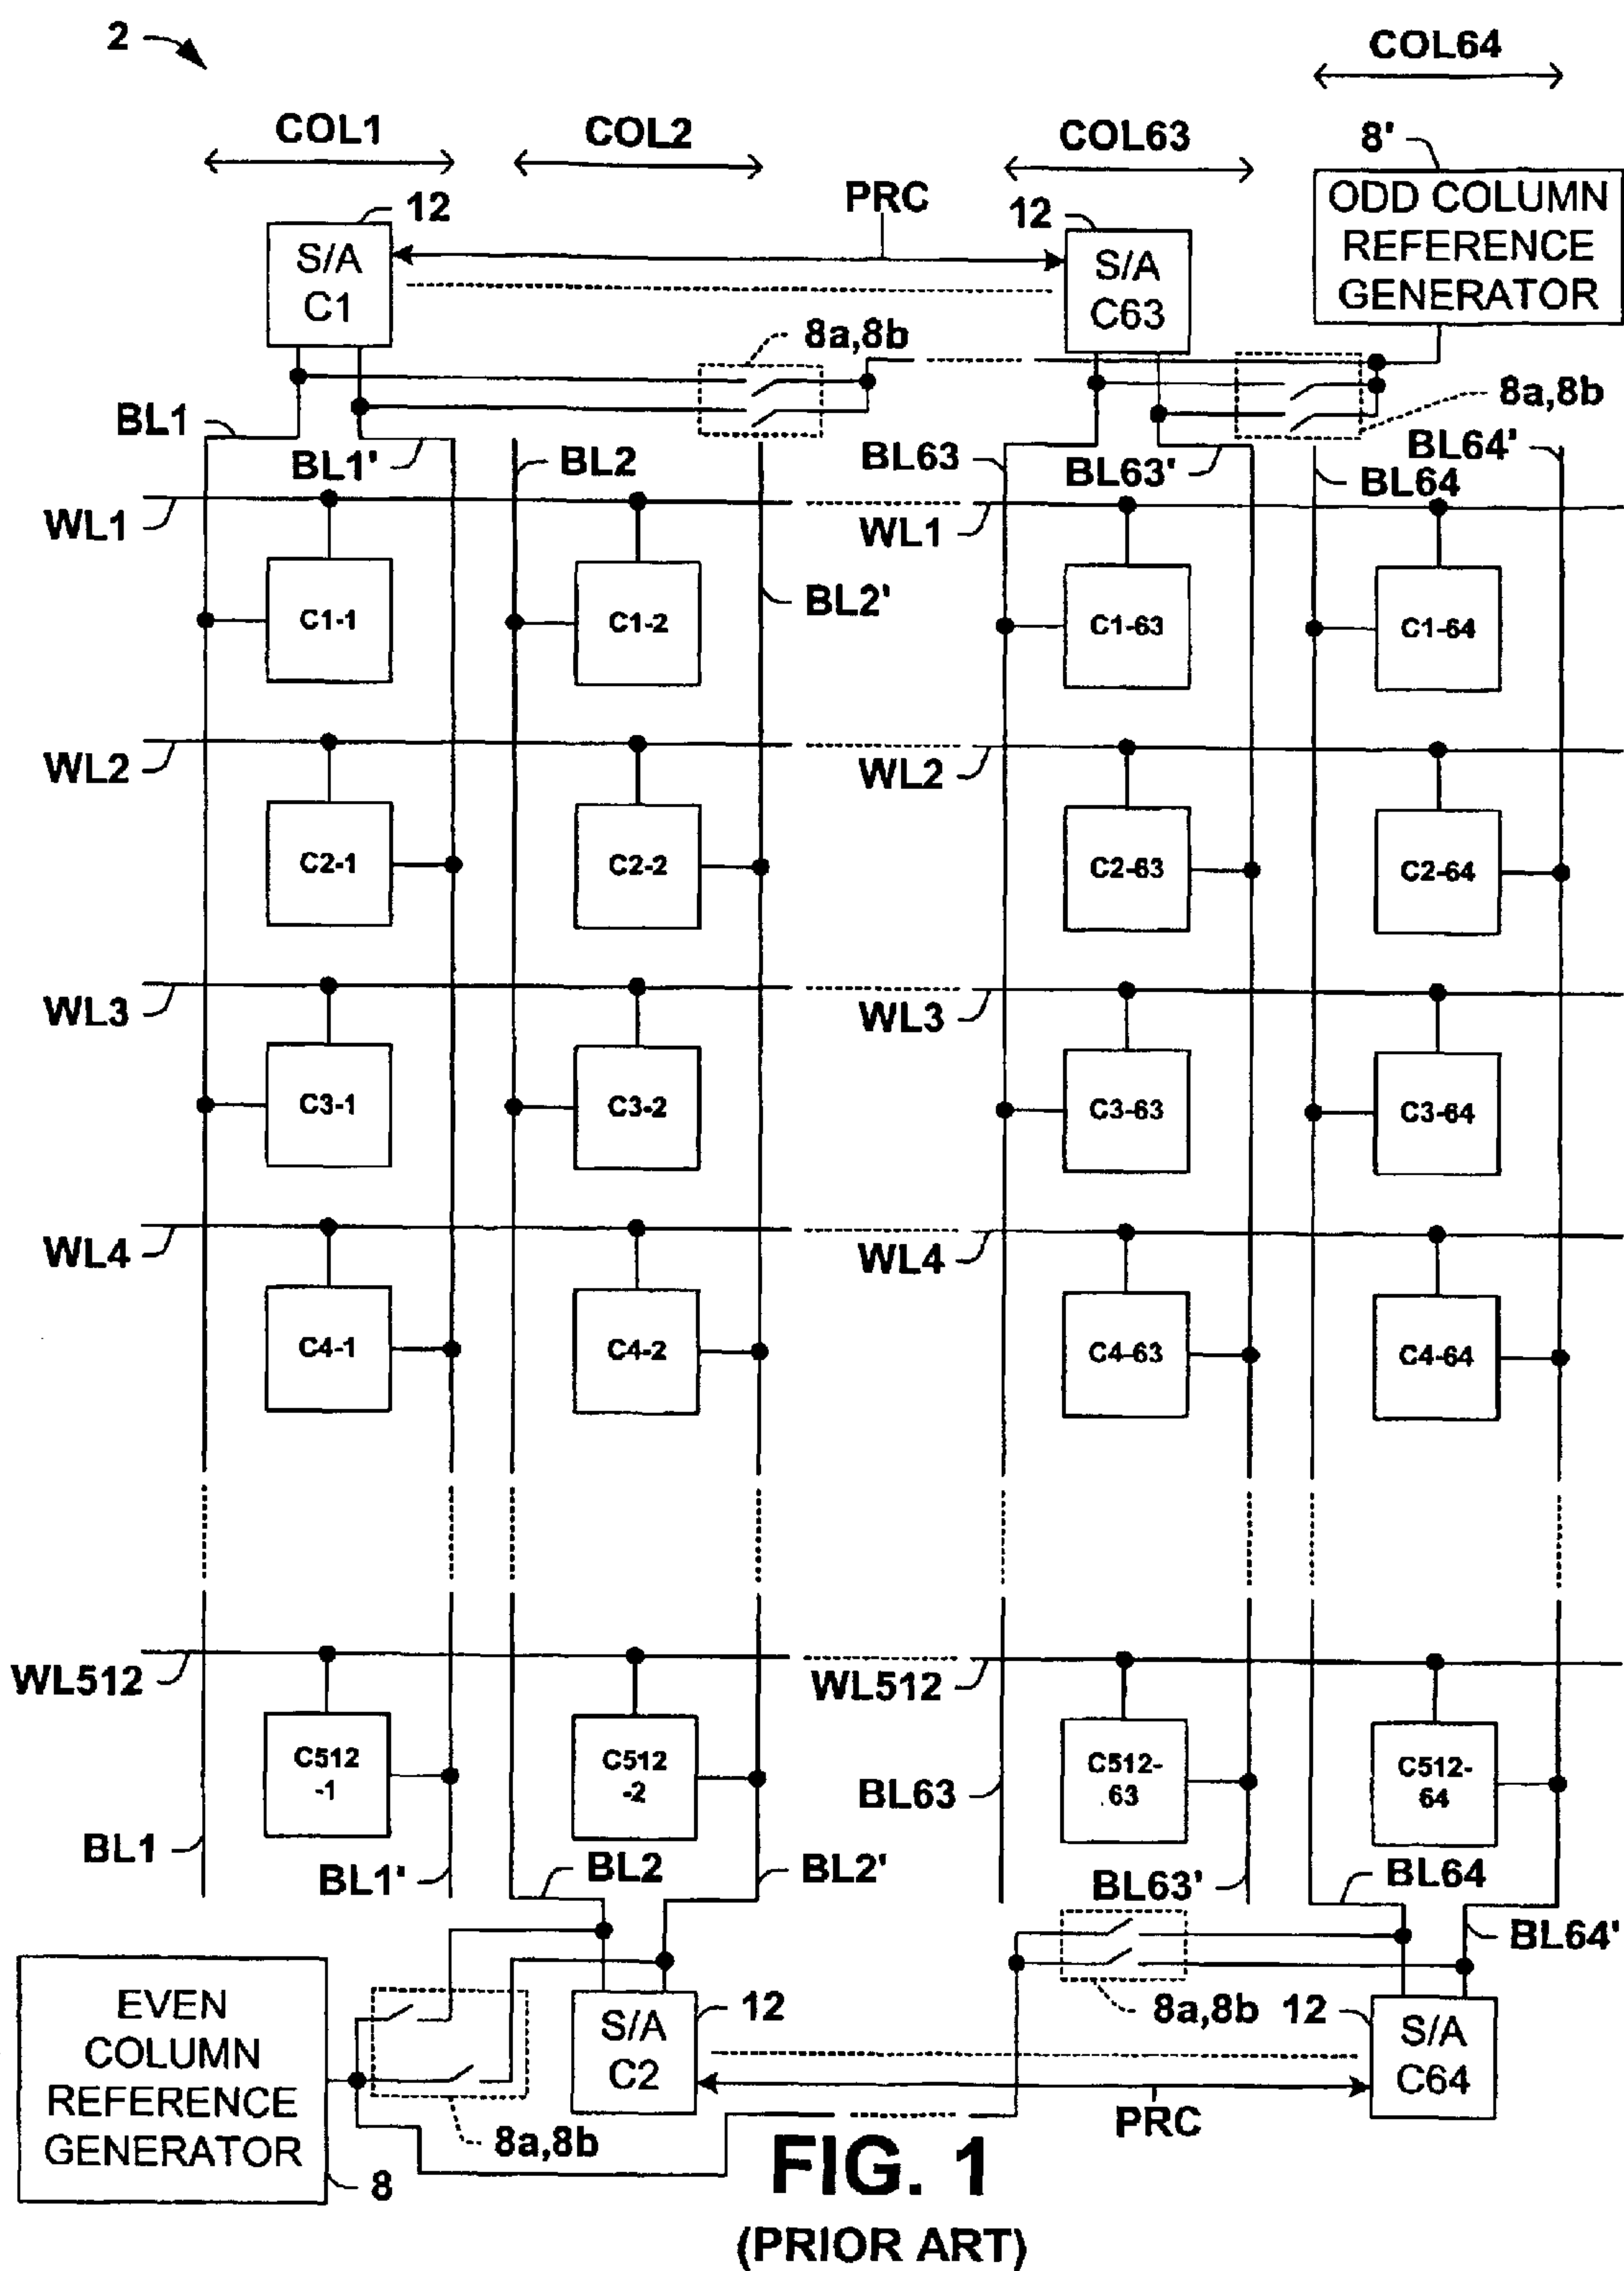 2
COL64
COL1
COL2
COL63
8'
12
PRC
12
ODD COLUMN
REFERENCE
GENERATOR
S/A
C1
S/A
C63
8a,8b
8a,8b
BL1
BL1'
BL2
BL63
BL63'
BL64'
BL64
WL1
WL1
C1-1
C1-2
BL2'
C1-63
C1-64
WL2
WL2
C2-1
C2-2
C2-63
C2-64
WL3
WL3
C3-1
C3-2
C3-63
C3-64
WL4
WL4
C4-1
C4-2
C4-63
C4-64
WL512
WL512
C512
-1
C512
-2
C512-
63
C512-
64
BL63
BL1
BL1'
BL2
BL2'
BL63'
BL64
BL64'
EVEN
COLUMN
REFERENCE
GENERATOR
8
8a,8b
S/A
C2
12
8a,8b
12
S/A
C64
PRC
FIG. 1
(PRIOR ART)